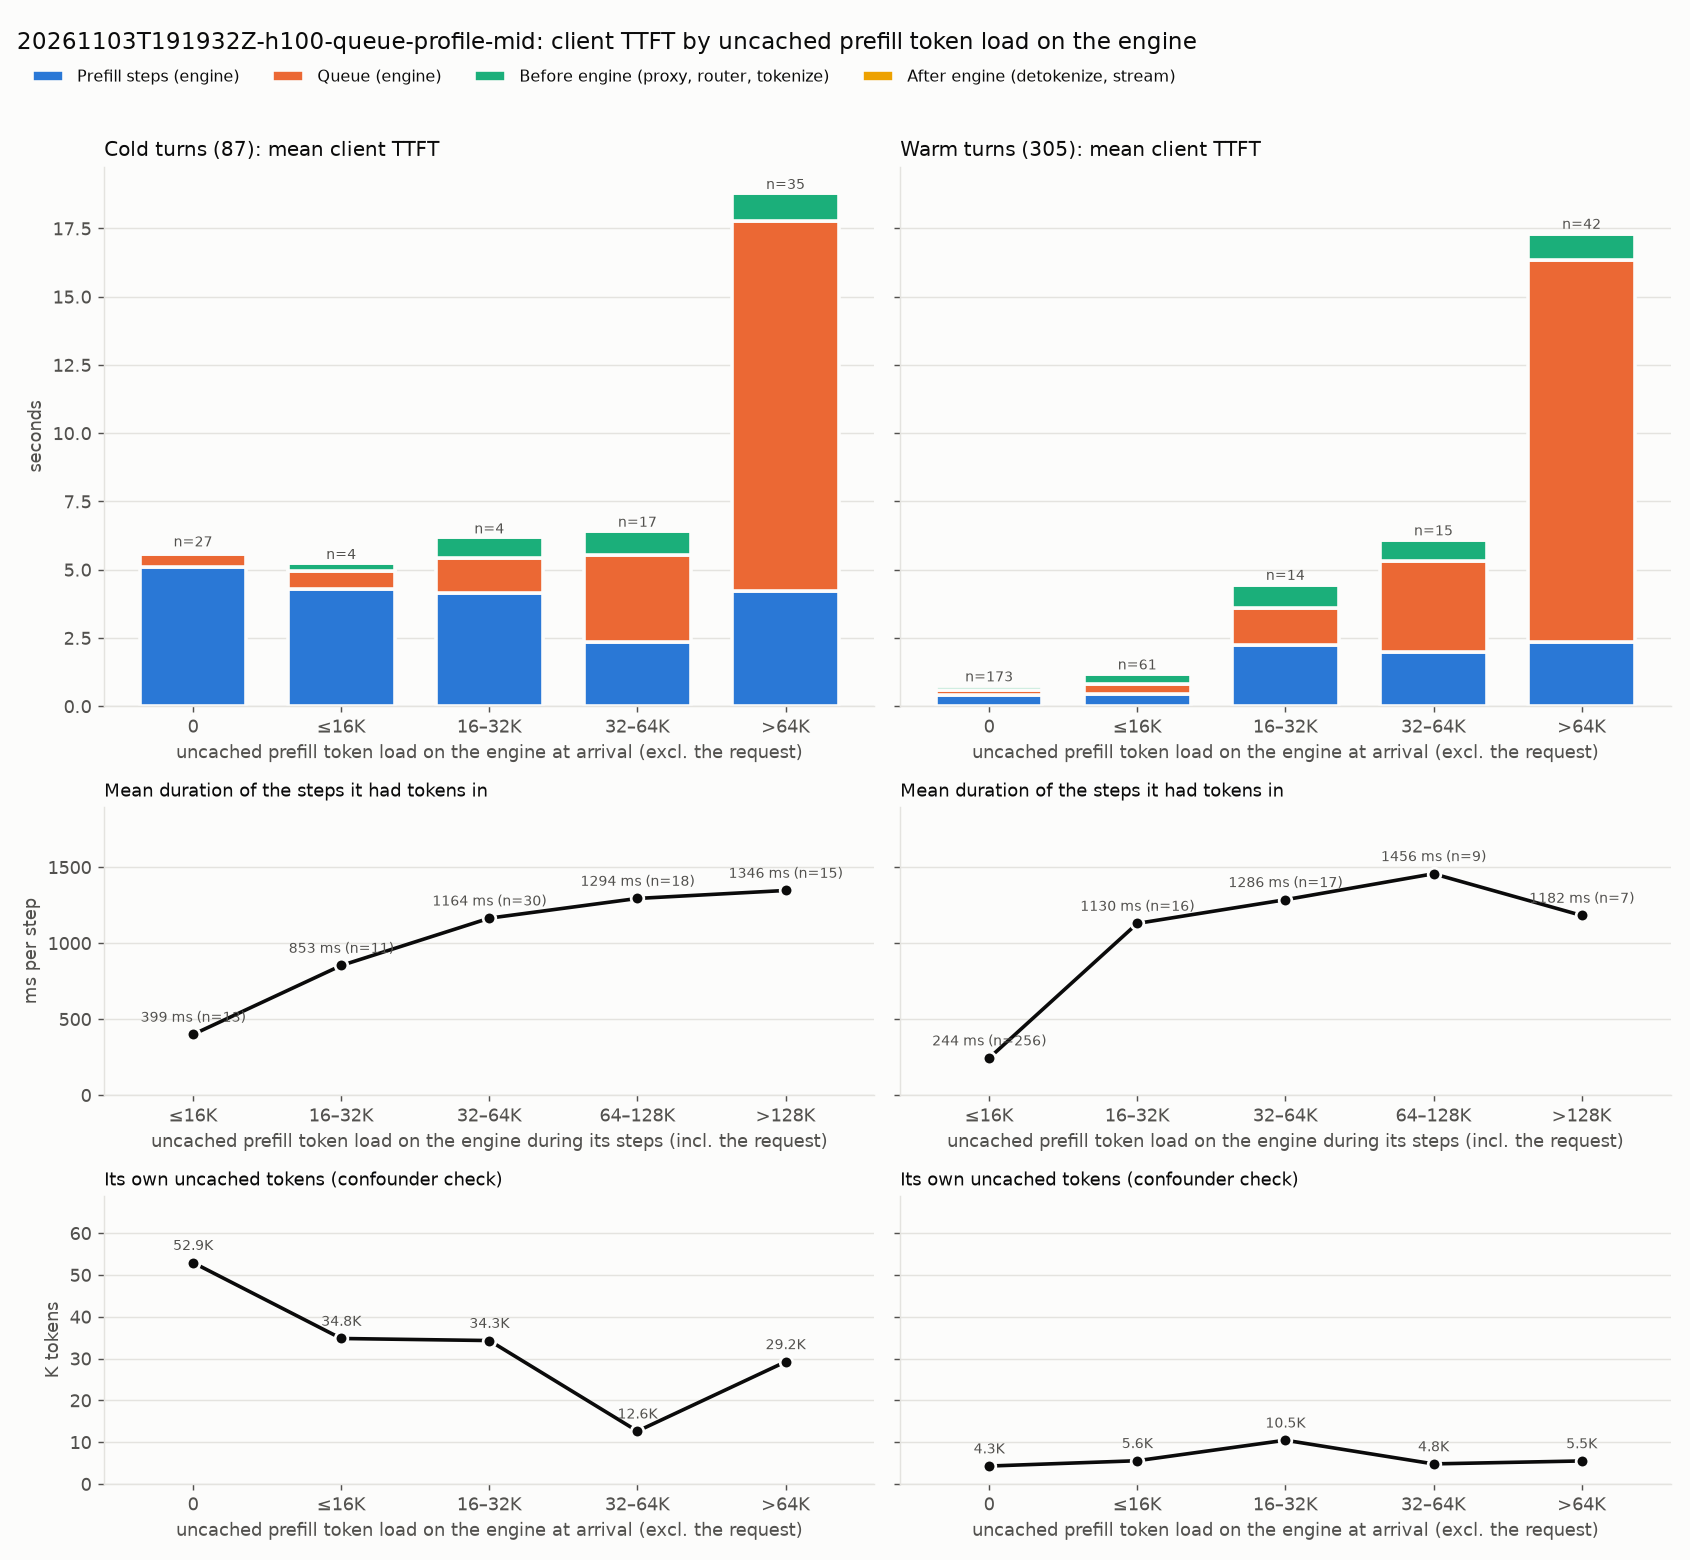 20261103T191932Z-h100-queue-profile-mid: client TTFT by uncached prefill token load on the engine
Prefill steps (engine) Queue (engine) Before engine (proxy, router, tokenize) After engine (detokenize, stream)
Cold turns (87): mean client TTFT
seconds
17.5
15.0
12.5
10.0
7.5
5.0
2.5
0.0
n=27
n=4
n=4
n=17
n=35
0 ≤16K 16–32K 32–64K >64K
uncached prefill token load on the engine at arrival (excl. the request)
Warm turns (305): mean client TTFT
n=173
n=61
n=14
n=15
n=42
0 ≤16K 16–32K 32–64K >64K
uncached prefill token load on the engine at arrival (excl. the request)
Mean duration of the steps it had tokens in
ms per step
1500
1000
500
0
399 ms (n=13)
853 ms (n=11)
1164 ms (n=30)
1294 ms (n=18)
1346 ms (n=15)
≤16K 16–32K 32–64K 64–128K >128K
uncached prefill token load on the engine during its steps (incl. the request)
Mean duration of the steps it had tokens in
244 ms (n=256)
1130 ms (n=16)
1286 ms (n=17)
1456 ms (n=9)
1182 ms (n=7)
≤16K 16–32K 32–64K 64–128K >128K
uncached prefill token load on the engine during its steps (incl. the request)
Its own uncached tokens (confounder check)
K tokens
60
50
40
30
20
10
0
52.9K
34.8K
34.3K
12.6K
29.2K
0 ≤16K 16–32K 32–64K >64K
uncached prefill token load on the engine at arrival (excl. the request)
Its own uncached tokens (confounder check)
4.3K
5.6K
10.5K
4.8K
5.5K
0 ≤16K 16–32K 32–64K >64K
uncached prefill token load on the engine at arrival (excl. the request)